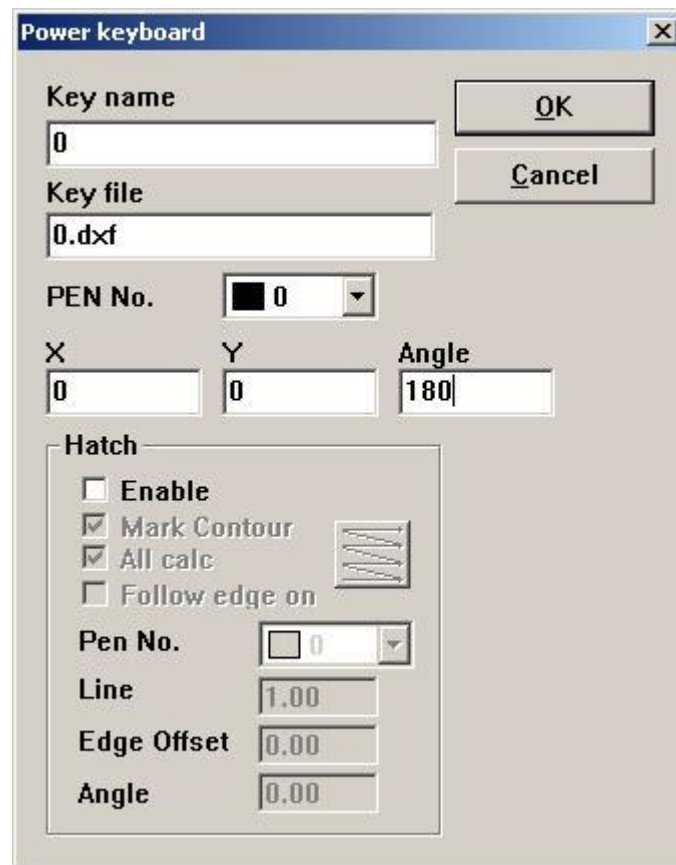 Power keyboard
Key name
OK
0
Cancel
Key file
0.dxf
PEN No. 0
X Y Angle
0 0 180
Hatch
Enable
Mark Contour
All calc
Follow edge on
Pen No. 0
Line 1.00
Edge Offset 0.00
Angle 0.00